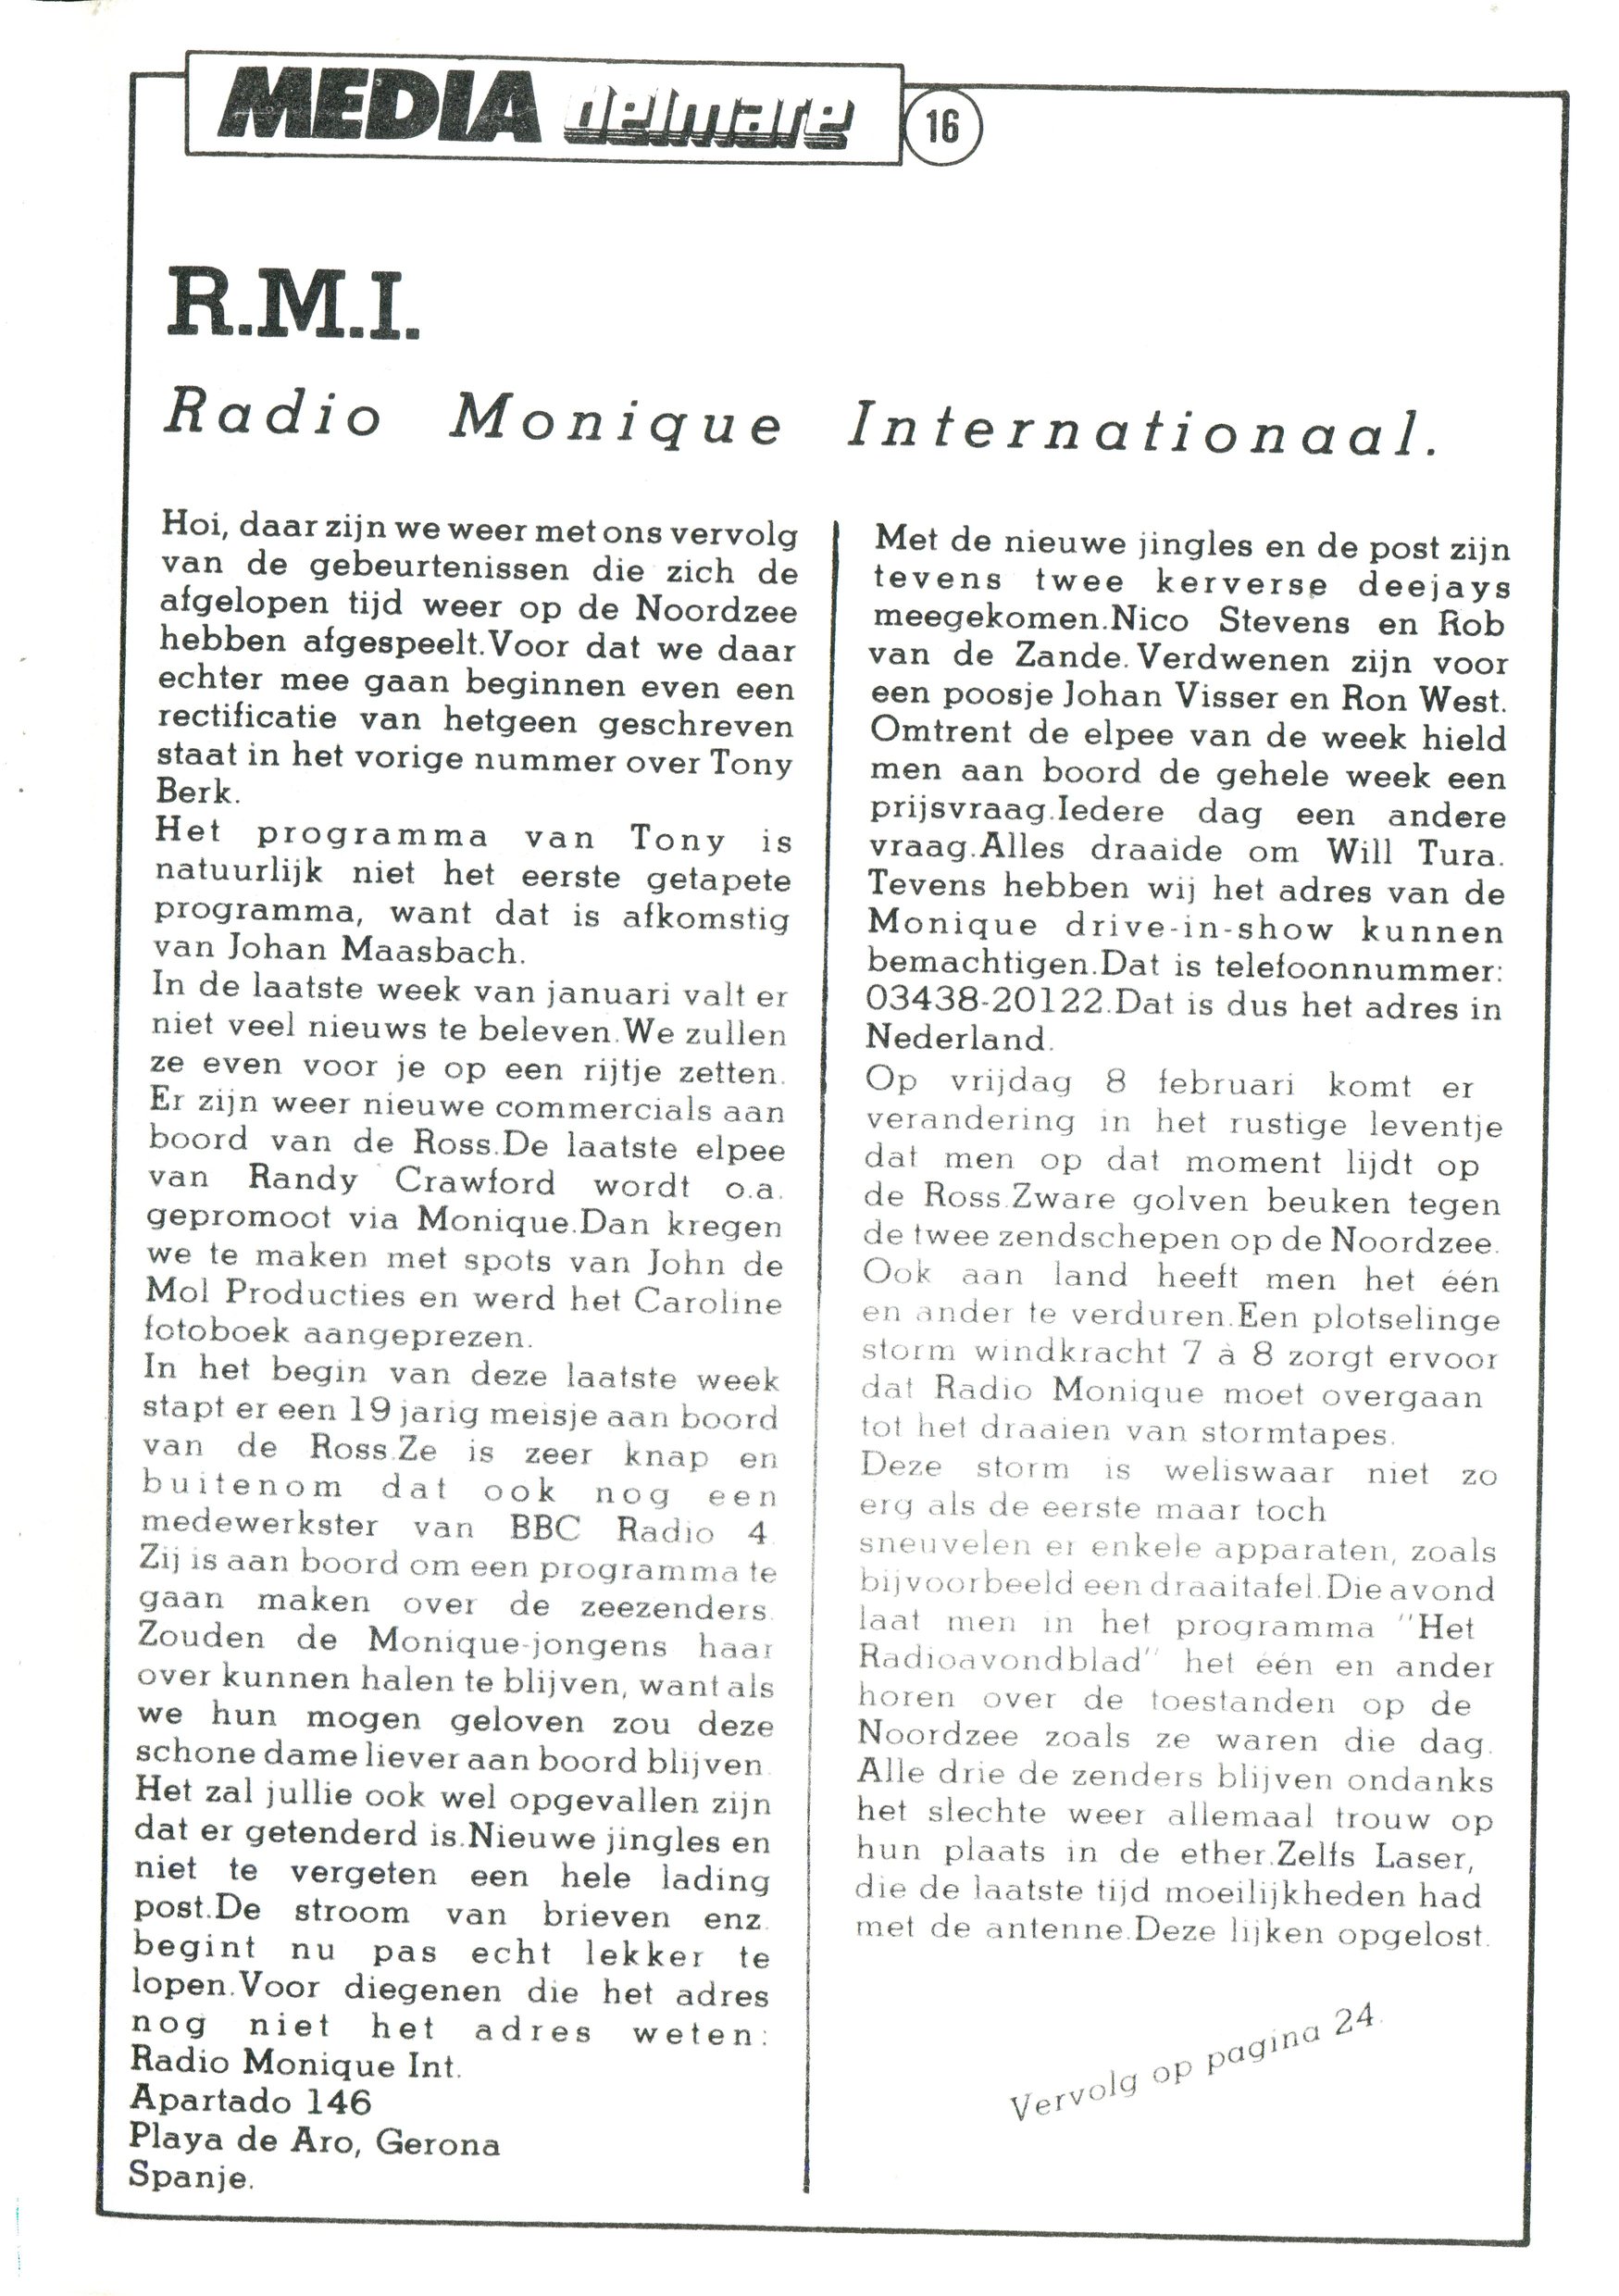 MEDIA delmare 16
R.M.I.
Radio Monique Internationaal.
Hoi, daar zijn we weer met ons vervolg
van de gebeurtenissen die zich de
afgelopen tijd weer op de Noordzee
hebben afgespeelt.Voor dat we daar
echter mee gaan beginnen even een
rectificatie van hetgeen geschreven
staat in het vorige nummer over Tony
Berk.
Het programma van Tony is
natuurlijk niet het eerste getapete
programma, want dat is afkomstig
van Johan Maasbach.
In de laatste week van januari valt er
niet veel nieuws te beleven.We zullen
ze even voor je op een rijtje zetten.
Er zijn weer nieuwe commercials aan
boord van de Ross.De laatste elpee
van Randy Crawford wordt o.a.
gepromoot via Monique.Dan kregen
we te maken met spots van John de
Mol Producties en werd het Caroline
fotoboek aangeprezen.
In het begin van deze laatste week
stapt er een 19 jarig meisje aan boord
van de Ross.Ze is zeer knap en
buitenom dat ook nog een
medewerkster van BBC Radio 4.
Zij is aan boord om een programma te
gaan maken over de zeezenders.
Zouden de Monique-jongens haar
over kunnen halen te blijven, want als
we hun mogen geloven zou deze
schone dame liever aan boord blijven.
Het zal jullie ook wel opgevallen zijn
dat er getenderd is.Nieuwe jingles en
niet te vergeten een hele lading
post.De stroom van brieven enz.
begint nu pas echt lekker te
lopen.Voor diegenen die het adres
nog niet het adres weten:
Radio Monique Int.
Apartado 146
Playa de Aro, Gerona
Spanje.
Met de nieuwe jingles en de post zijn
tevens twee kerverse deejays
meegekomen.Nico Stevens en Rob
van de Zande.Verdwenen zijn voor
een poosje Johan Visser en Ron West.
Omtrent de elpee van de week hield
men aan boord de gehele week een
prijsvraag.Iedere dag een andere
vraag.Alles draaide om Will Tura.
Tevens hebben wij het adres van de
Monique drive-in-show kunnen
bemachtigen.Dat is telefoonnummer:
03438-20122.Dat is dus het adres in
Nederland.
Op vrijdag 8 februari komt er
verandering in het rustige leventje
dat men op dat moment lijdt op
de Ross.Zware golven beuken tegen
de twee zendschepen op de Noordzee.
Ook aan land heeft men het één
en ander te verduren.Een plotselinge
storm windkracht 7 à 8 zorgt ervoor
dat Radio Monique moet overgaan
tot het draaien van stormtapes.
Deze storm is weliswaar niet zo
erg als de eerste maar toch
sneuvelen er enkele apparaten, zoals
bijvoorbeeld een draaitafel.Die avond
laat men in het programma "Het
Radioavondblad" het één en ander
horen over de toestanden op de
Noordzee zoals ze waren die dag.
Alle drie de zenders blijven ondanks
het slechte weer allemaal trouw op
hun plaats in de ether.Zelfs Laser,
die de laatste tijd moeilijkheden had
met de antenne.Deze lijken opgelost.
Vervolg op pagina 24.